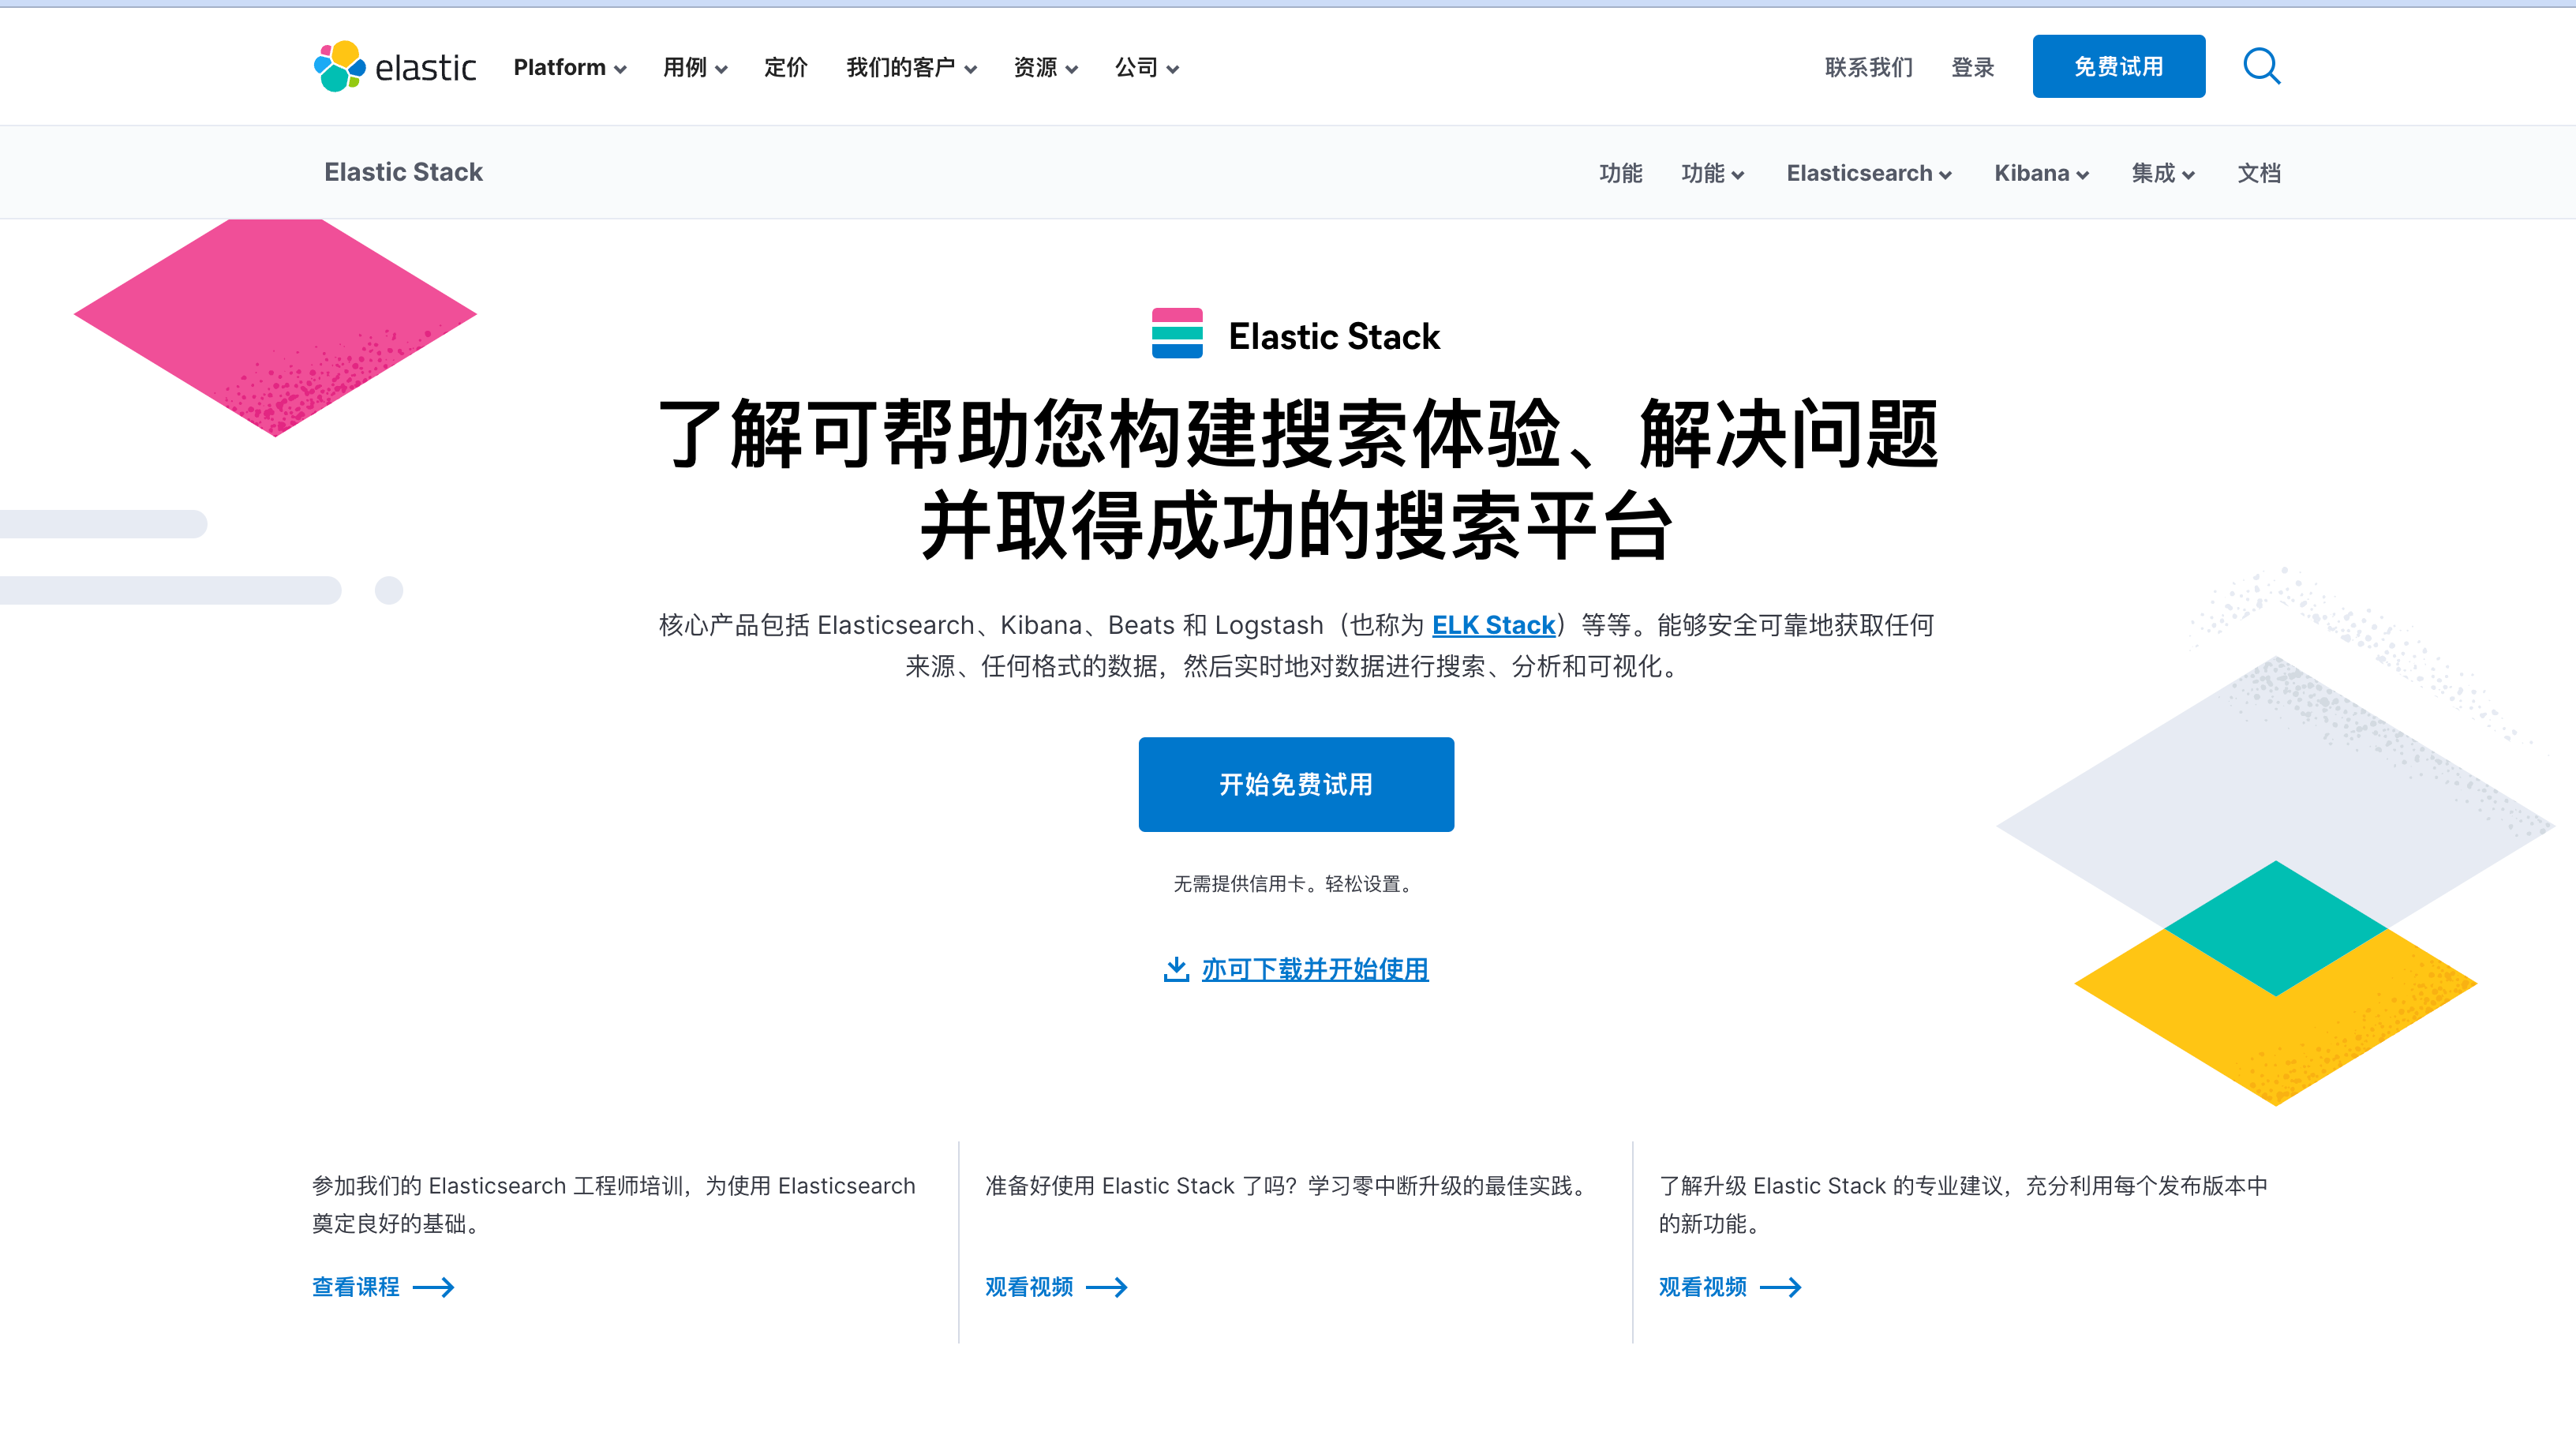 elastic Platform 用例 定价 我们的客户 资源 公司 联系我们 登录 免费试用
Elastic Stack 功能 功能 Elasticsearch Kibana 集成 文档
Elastic Stack
了解可帮助您构建搜索体验、解决问题
并取得成功的搜索平台
核心产品包括 Elasticsearch、Kibana、Beats 和 Logstash（也称为 ELK Stack）等等。能够安全可靠地获取任何
来源、任何格式的数据，然后实时地对数据进行搜索、分析和可视化。
开始免费试用
无需提供信用卡。轻松设置。
亦可下载并开始使用
参加我们的 Elasticsearch 工程师培训，为使用 Elasticsearch
奠定良好的基础。
查看课程
准备好使用 Elastic Stack 了吗？学习零中断升级的最佳实践。
观看视频
了解升级 Elastic Stack 的专业建议，充分利用每个发布版本中
的新功能。
观看视频